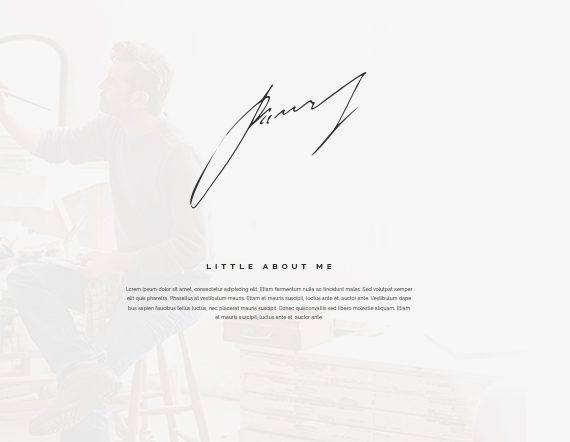 LITTLE ABOUT ME
Lorem ipsum dolor sit amet, consectetur adipiscing elit. Etiam fermentum nulla ac tincidunt males. Sed volutpat semper
elit quis pharetra. Phasellus at vestibulum mauris. Etiam et mauris suscipit, luctus ante et, auctor ante. Vestibulum dape
bus sapien faucibus tellus luctus, nec placerat mauris suscipit. Donec quisconvallis sed libero molestie aliquam. Etiam
et mauris suscipit, luctus ante et, auctor ante.